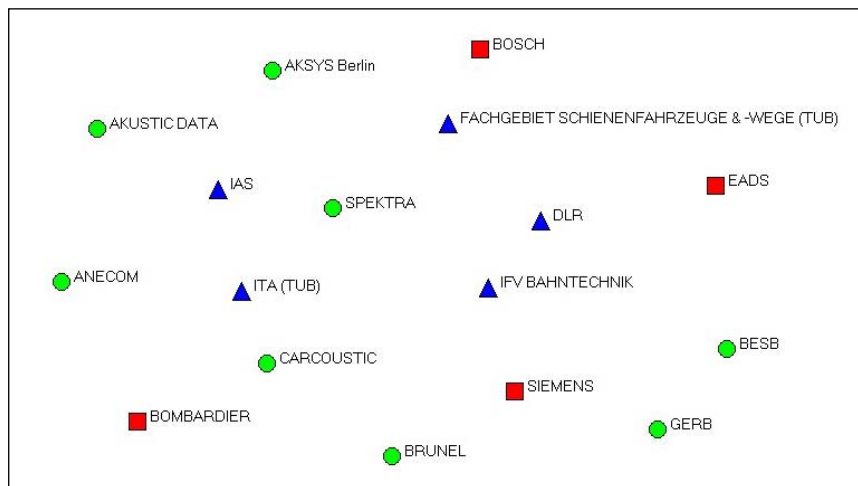 BOSCH
AKSYS Berlin
FACHGEBIET SCHIENENFAHRZEUGE & -WEGE (TUB)
AKUSTIC DATA
EADS
IAS
SPEKTRA
DLR
ANECOM
ITA (TUB)
IFV BAHNTECHNIK
BESB
CARCOUSTIC
SIEMENS
BOMBARDIER
GERB
BRUNEL